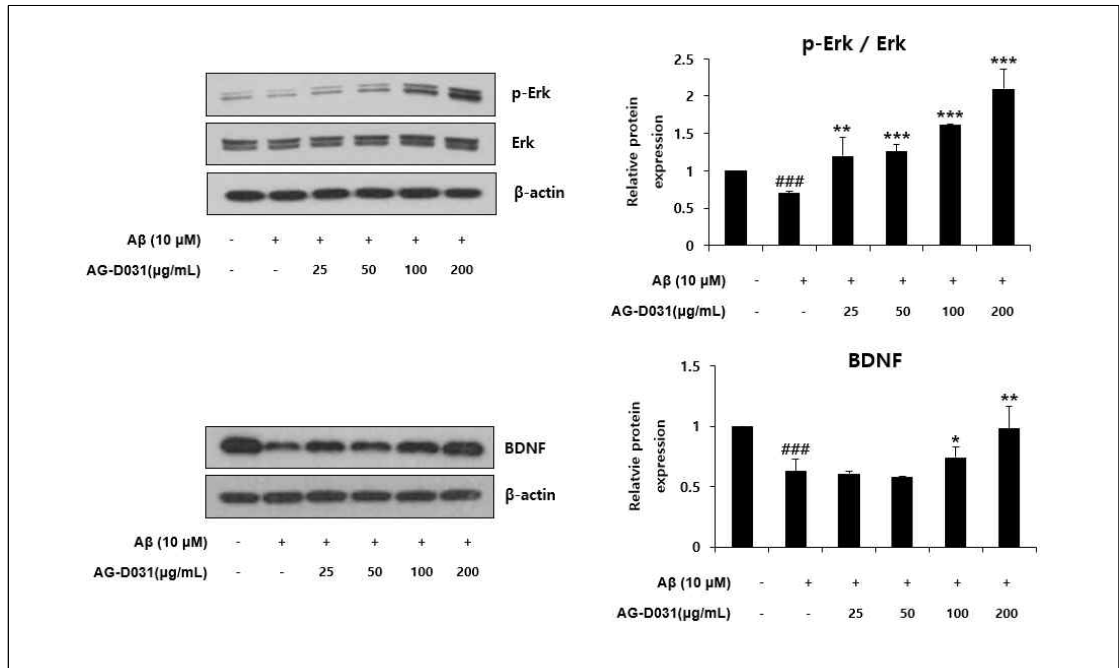 p-Erk
Erk
β-actin
Aβ (10 μM) - + + + + +
AG-D031(μg/mL) - - 25 50 100 200
p-Erk / Erk
Relative protein
expression
2.5
2
1.5
1
0.5
0
###
**
***
***
***
Aβ (10 μM) - + + + + +
AG-D031(μg/mL) - - 25 50 100 200
BDNF
β-actin
Aβ (10 μM) - + + + + +
AG-D031(μg/mL) - - 25 50 100 200
BDNF
Relatvie protein
expression
1.5
1
0.5
0
###
*
**
Aβ (10 μM) - + + + + +
AG-D031(μg/mL) - - 25 50 100 200